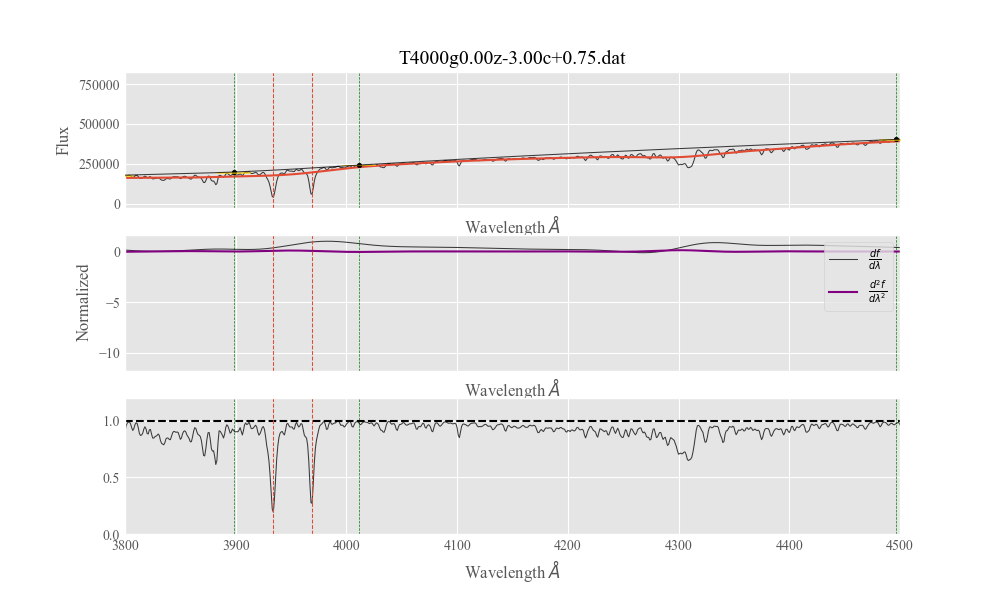 T4000g0.00z-3.00c+0.75.dat
750000
500000
250000
0
Flux
Wavelength Å
0
−5
−10
Normalized
df/dλ
d²f/dλ²
Wavelength Å
1.0
0.5
0.0
3800 3900 4000 4100 4200 4300 4400 4500
Wavelength Å